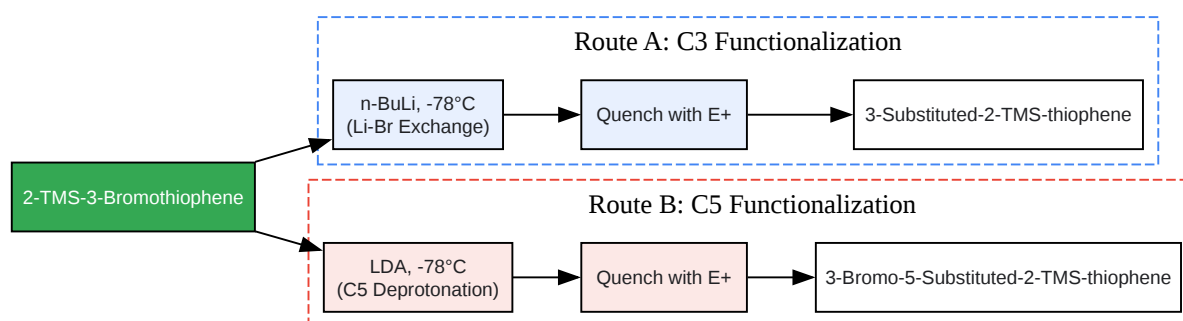 Route A: C3 Functionalization
n-BuLi, -78°C
(Li-Br Exchange)
Quench with E+
3-Substituted-2-TMS-thiophene
2-TMS-3-Bromothiophene
Route B: C5 Functionalization
LDA, -78°C
(C5 Deprotonation)
Quench with E+
3-Bromo-5-Substituted-2-TMS-thiophene